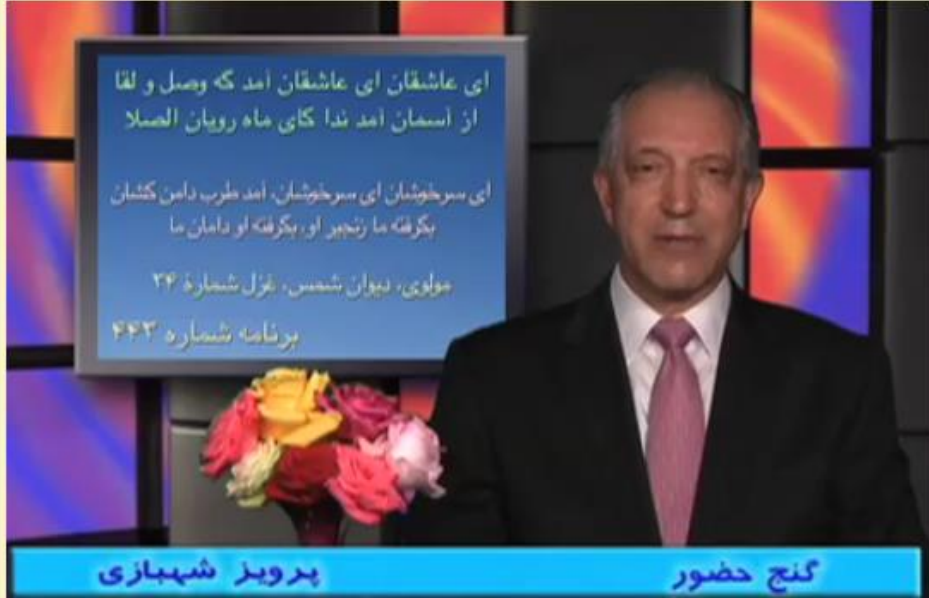 ای عاشقان ای عاشقان آمد گه وصل و لقا
از آسمان آمد ندا کای ماه رویان الصلا
ای سرخوشان ای سرخوشان، آمد طرب دامن کشان
بگرفته ما زنجیر او، بگرفته او دامان ما
مولوی، دیوان شمس، غزل شمارهٔ ۳۴
برنامه شماره ۴۴۳
گنج حضور
پرویز شهبازی